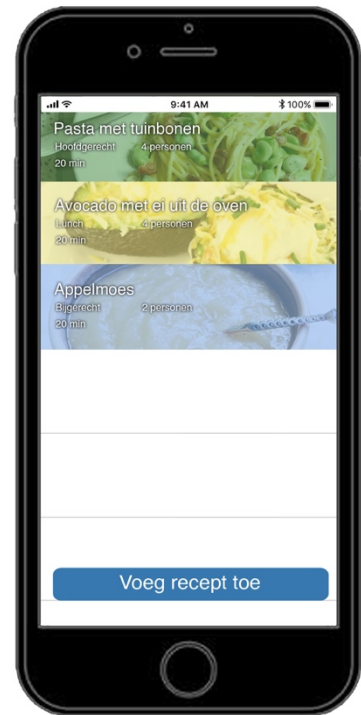 9:41 AM 100%
Pasta met tuinbonen
Hoofdgerecht 4 personen
20 min
Avocado met ei uit de oven
Lunch 4 personen
20 min
Appelmoes
Bijgerecht 2 personen
20 min
Voeg recept toe